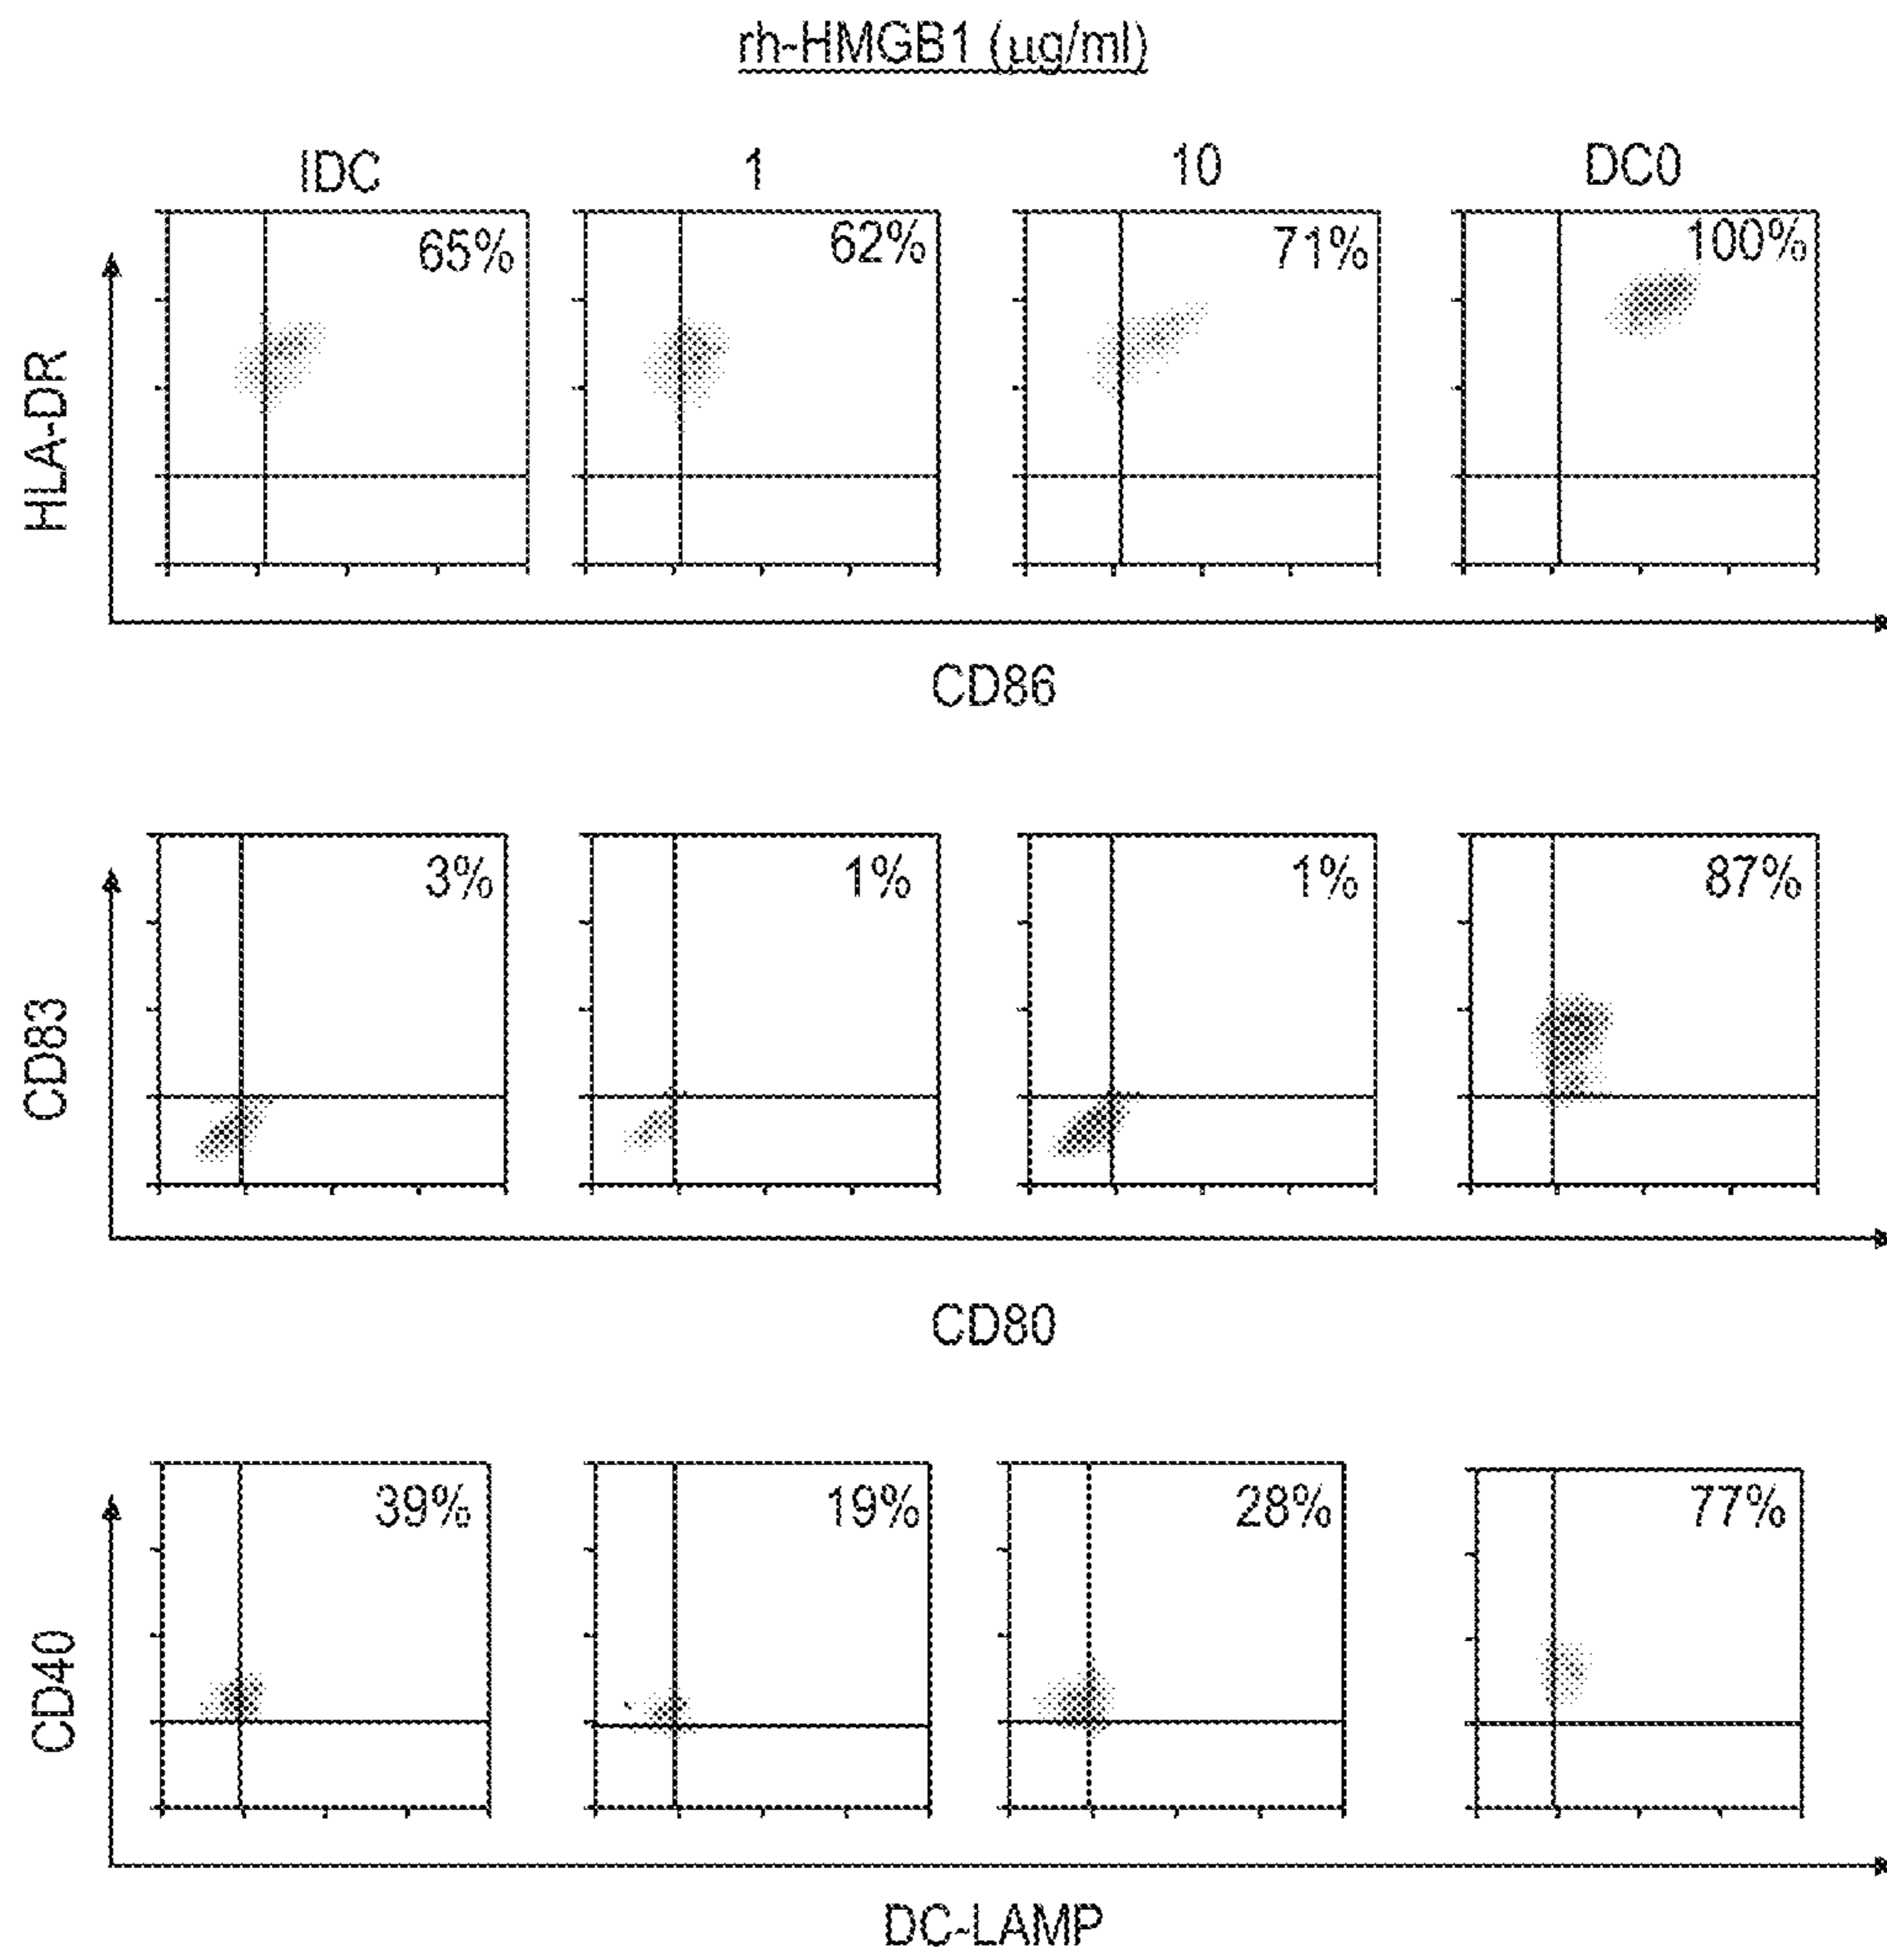 rh-HMGB1 (µg/ml)
IDC 1 10 DC0
65% 62% 71% 100%
HLA-DR
CD86
3% 1% 1% 87%
CD83
CD80
39% 19% 28% 77%
CD40
DC-LAMP